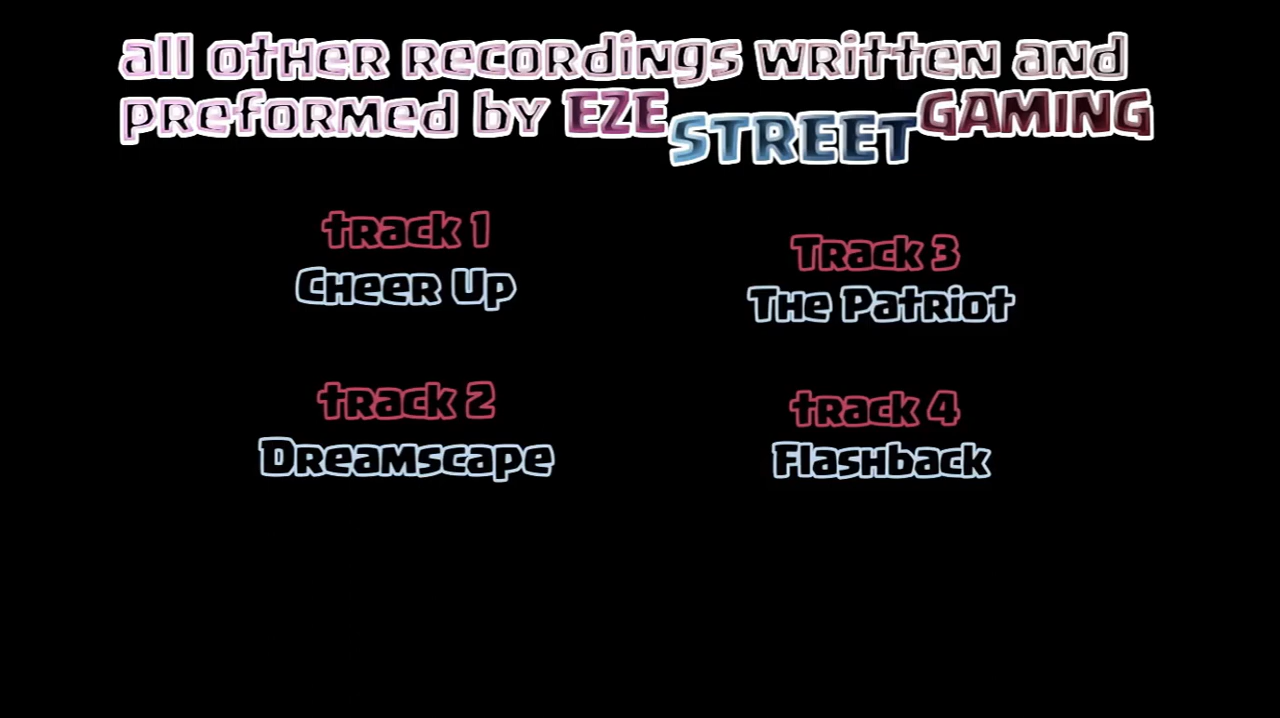 all other recordings written and
preformed by EZE STREET GAMING
track 1
Cheer Up
track 2
Dreamscape
Track 3
The Patriot
track 4
Flashback